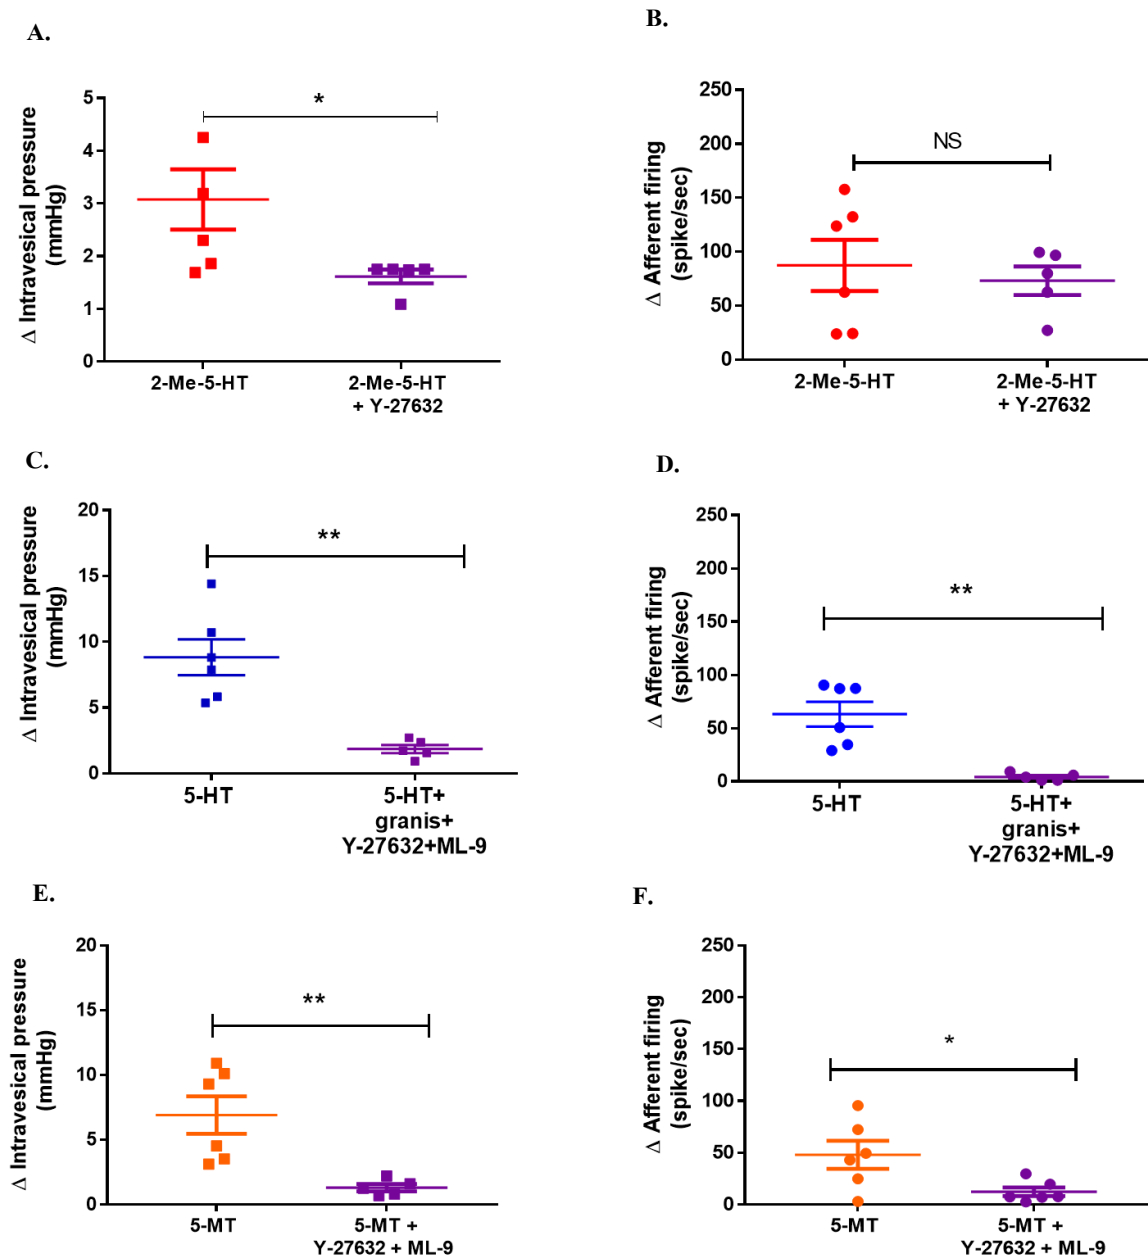 A.
Δ Intravesical pressure
(mmHg)
5
4
3
2
1
0
*
2-Me-5-HT
2-Me-5-HT
+ Y-27632
B.
Δ Afferent firing
(spike/sec)
250
200
150
100
50
0
NS
2-Me-5-HT
2-Me-5-HT
+ Y-27632
C.
Δ Intravesical pressure
(mmHg)
20
15
10
5
0
**
5-HT
5-HT+
granis+
Y-27632+ML-9
D.
Δ Afferent firing
(spike/sec)
250
200
150
100
50
0
**
5-HT
5-HT+
granis+
Y-27632+ML-9
E.
Δ Intravesical pressure
(mmHg)
20
15
10
5
0
**
5-MT
5-MT +
Y-27632 + ML-9
F.
Δ Afferent firing
(spike/sec)
250
200
150
100
50
0
*
5-MT
5-MT +
Y-27632 + ML-9